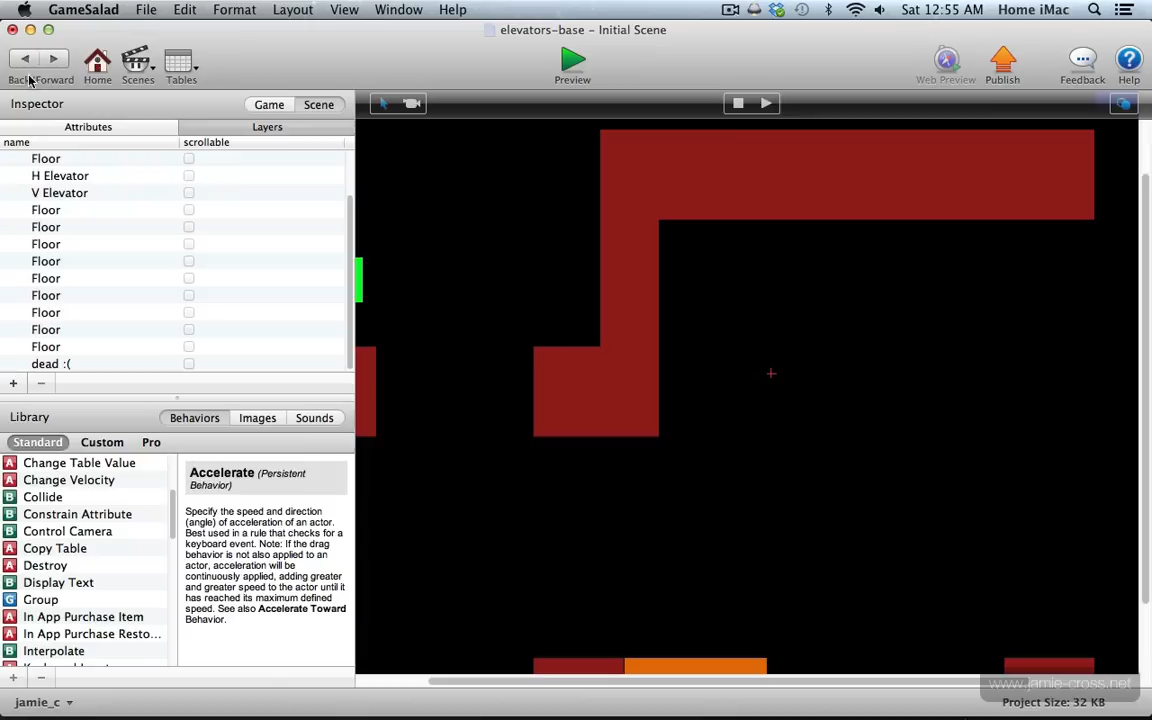 GameSalad File Edit Format Layout View Window Help Sat 12:55 AM Home iMac
elevators-base - Initial Scene
Back Forward Home Scenes Tables Preview Web Preview Publish Feedback Help
Inspector Game Scene
Attributes Layers
name scrollable
Floor
H Elevator
V Elevator
Floor
Floor
Floor
Floor
Floor
Floor
Floor
Floor
Floor
dead :(
Library Behaviors Images Sounds
Standard Custom Pro
Change Table Value
Change Velocity
Collide
Constrain Attribute
Control Camera
Copy Table
Destroy
Display Text
Group
In App Purchase Item
In App Purchase Resto...
Interpolate
Accelerate (Persistent
Behavior)
Specify the speed and direction
(angle) of acceleration of an actor.
Best used in a rule that checks for a
keyboard event. Note: If the drag
behavior is not also applied to an
actor, acceleration will be
continuously applied, adding greater
and greater speed to the actor until it
has reached its maximum defined
speed. See also Accelerate Toward
Behavior.
www.jamie-cross.net
jamie_c
Project Size: 32 KB